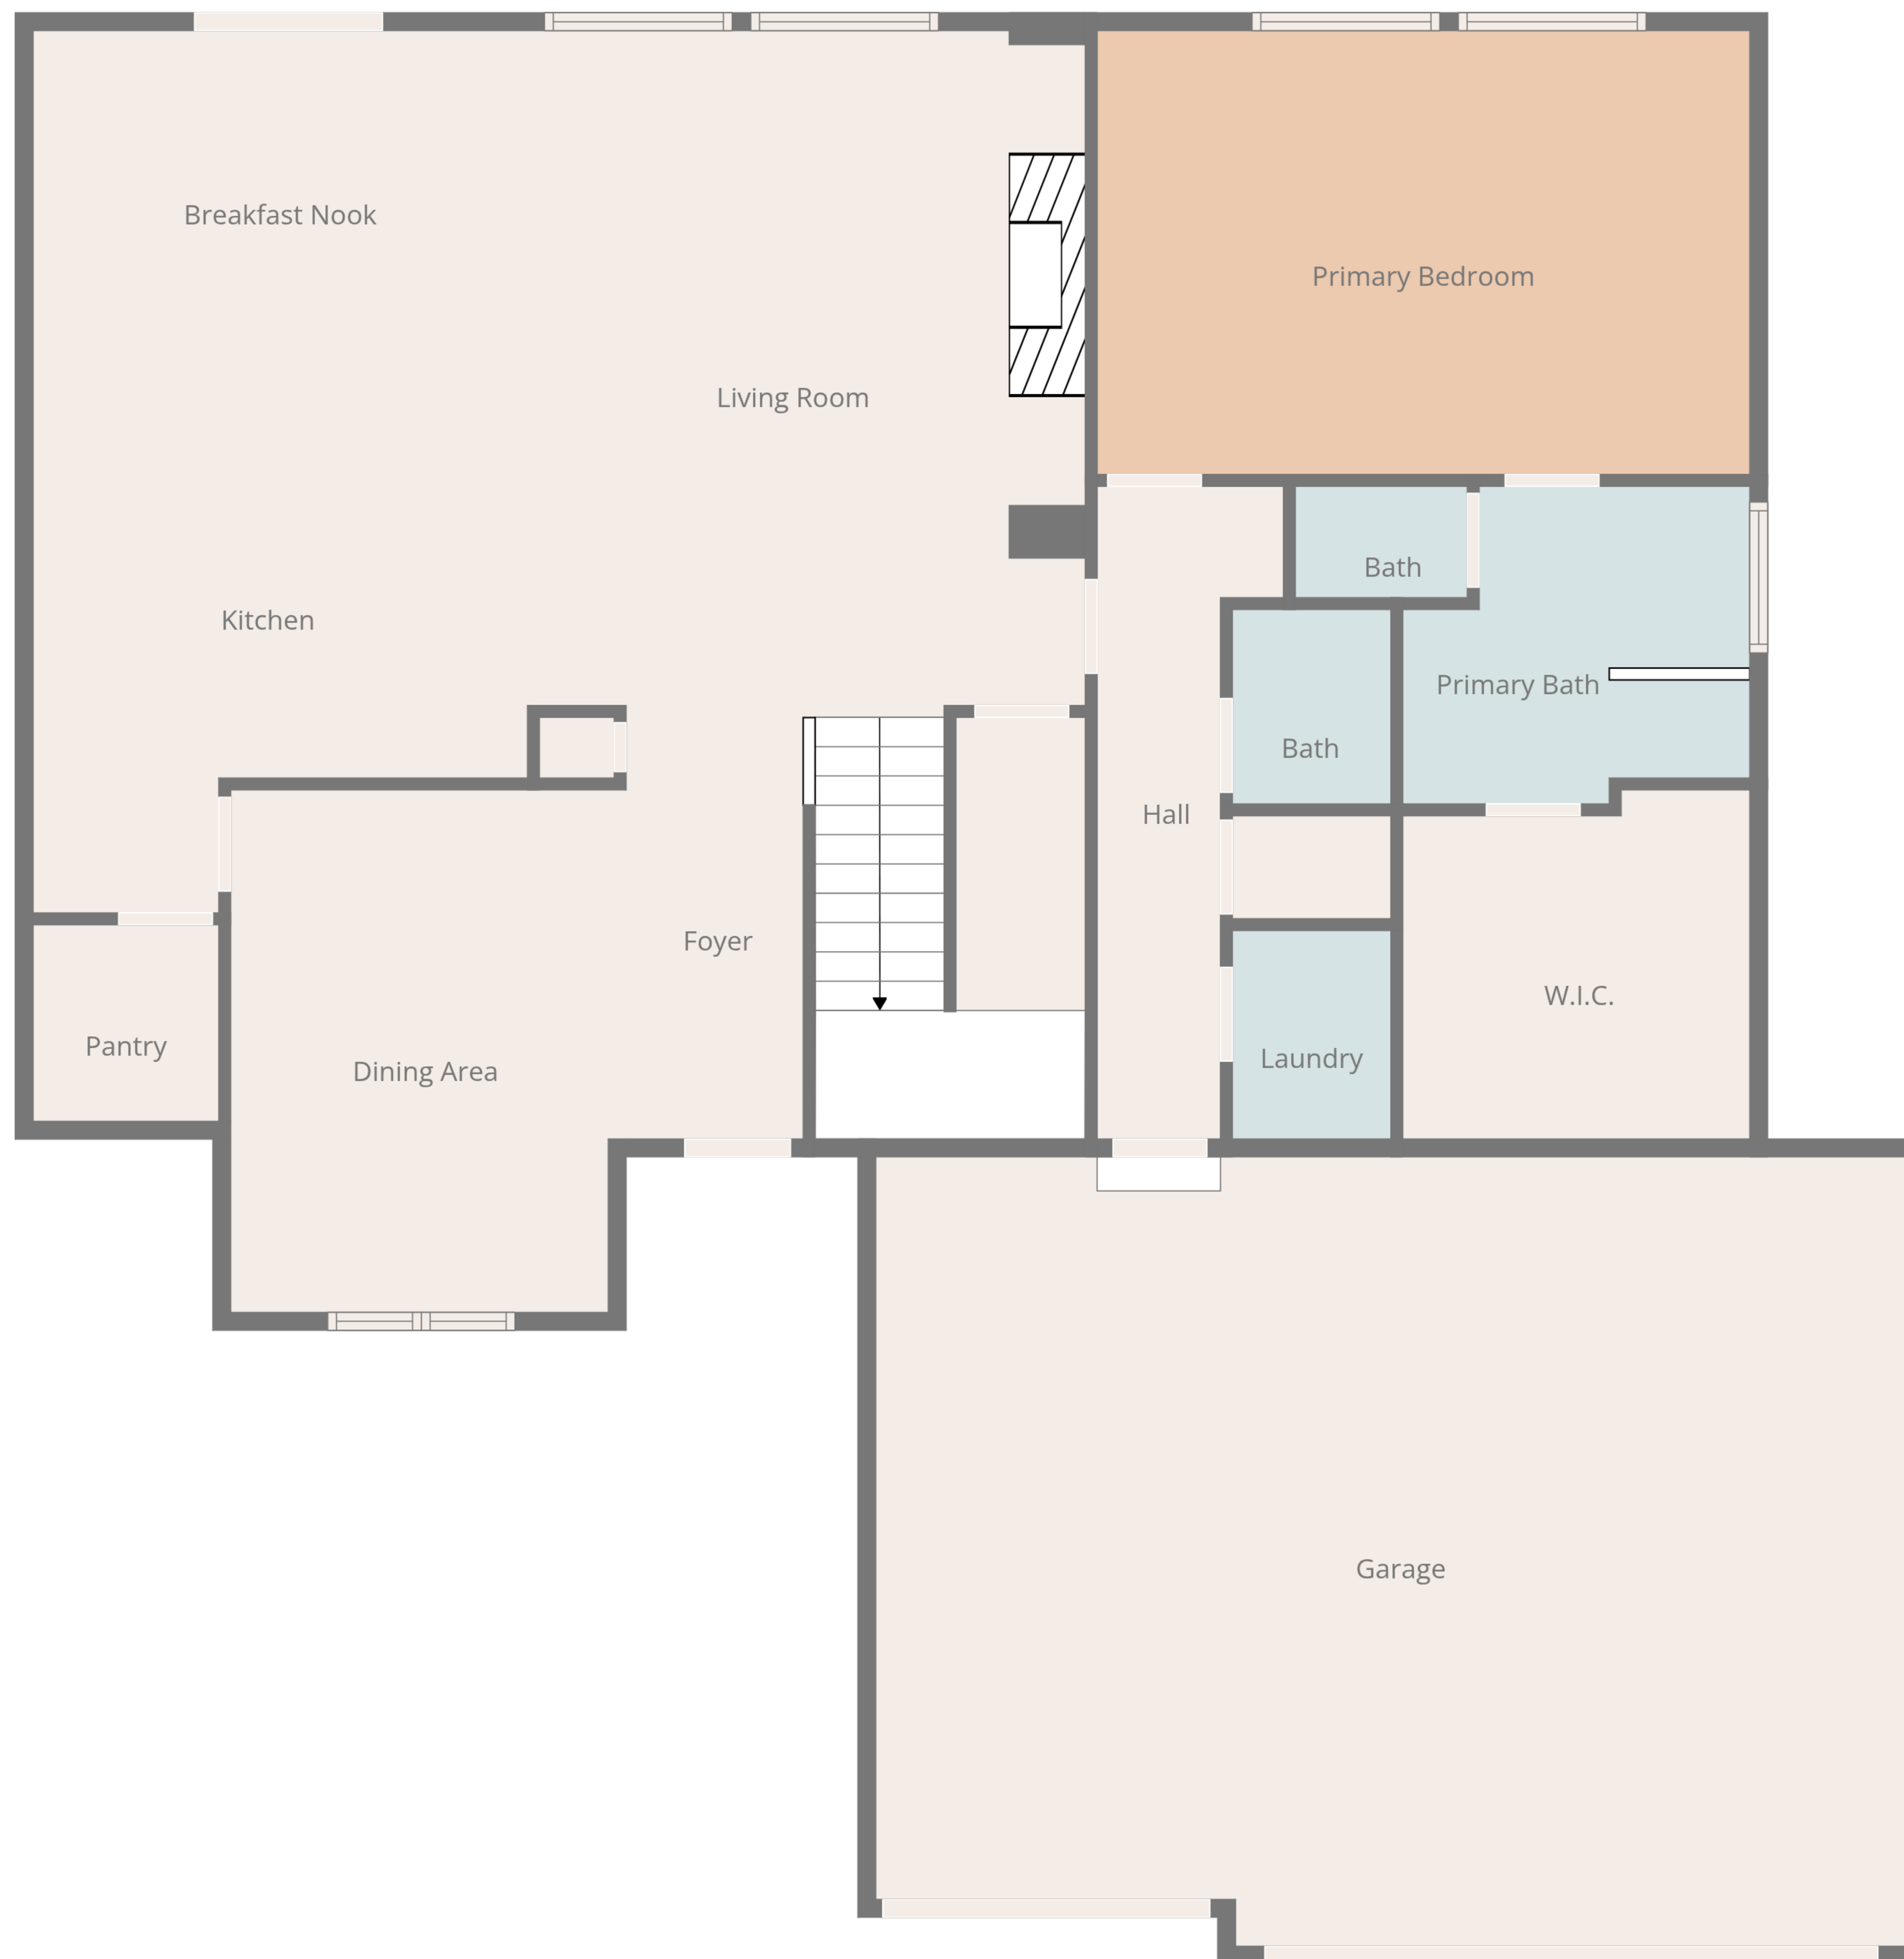 Breakfast Nook
Primary Bedroom
Living Room
Bath
Kitchen
Primary Bath
Bath
Hall
Foyer
W.I.C.
Pantry
Laundry
Dining Area
Garage